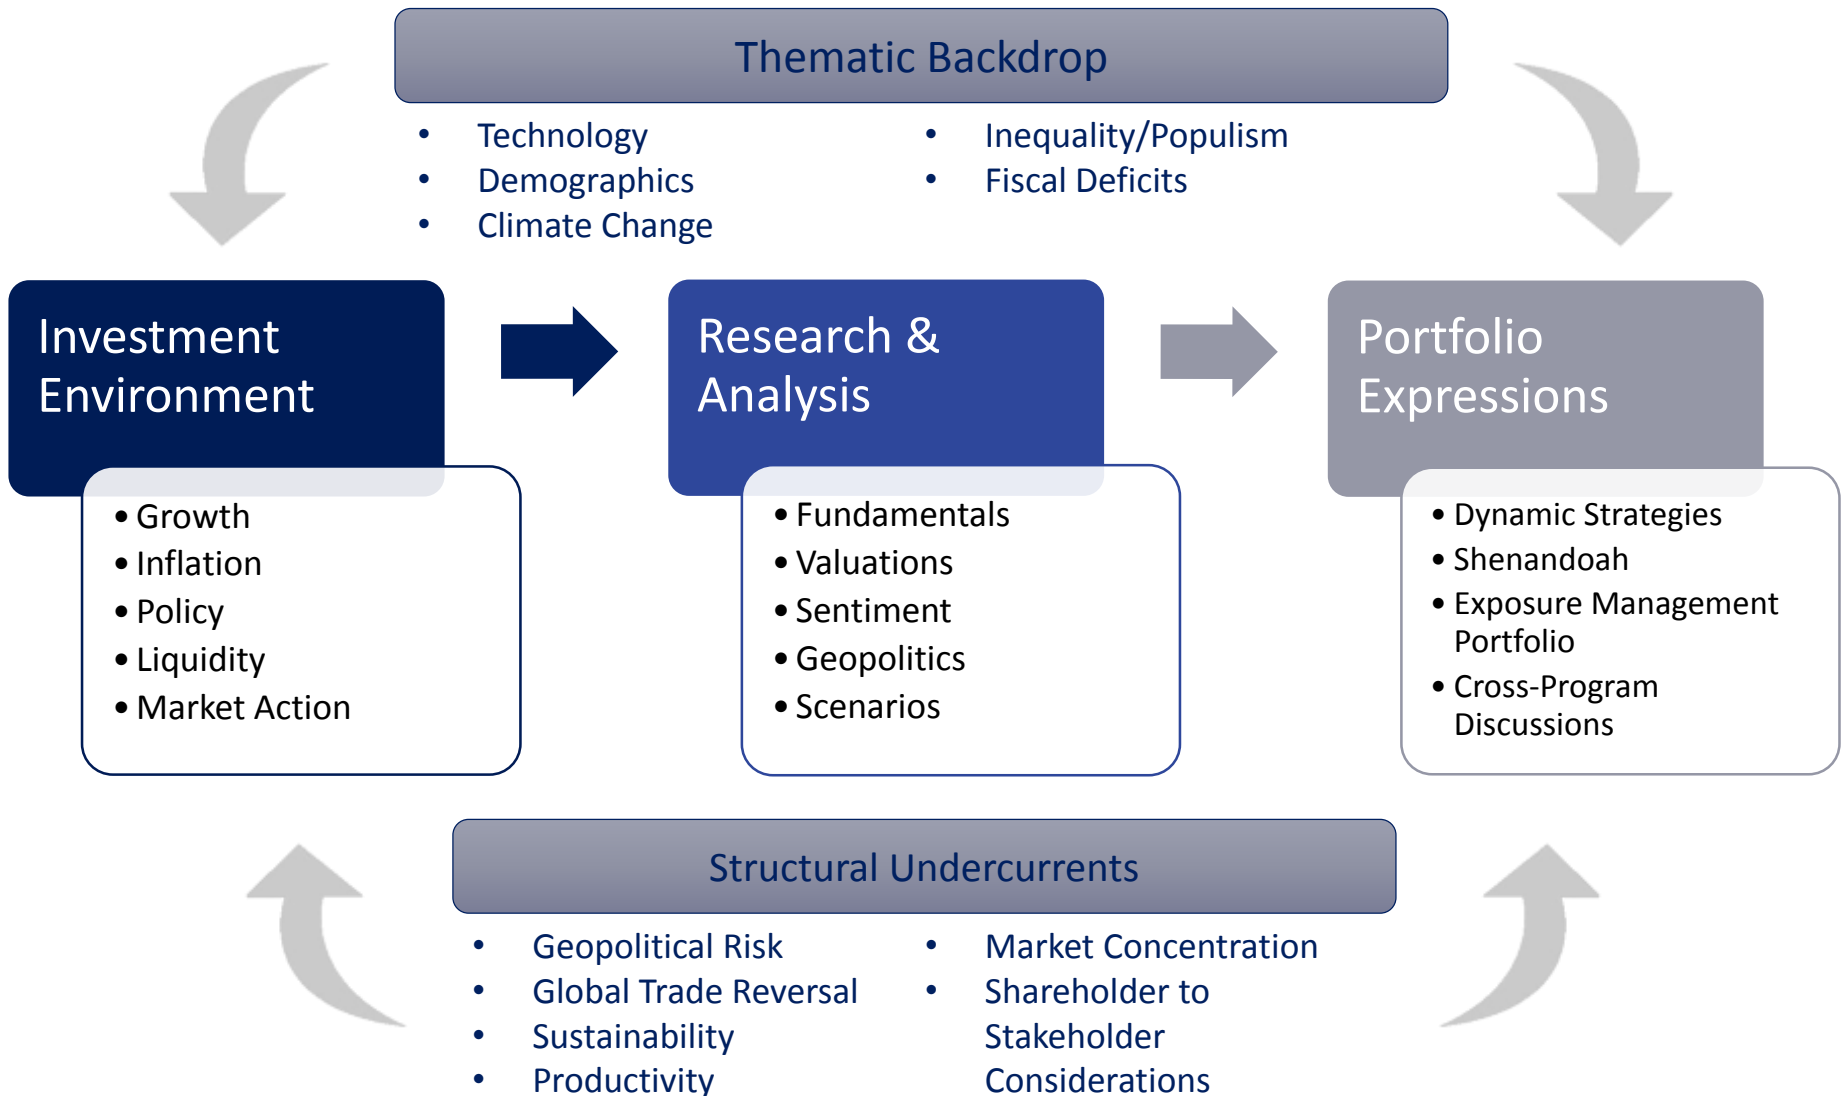 Thematic Backdrop
• Technology
• Demographics
• Climate Change
• Inequality/Populism
• Fiscal Deficits
Investment
Environment
• Growth
• Inflation
• Policy
• Liquidity
• Market Action
Research &
Analysis
• Fundamentals
• Valuations
• Sentiment
• Geopolitics
• Scenarios
Portfolio
Expressions
• Dynamic Strategies
• Shenandoah
• Exposure Management
Portfolio
• Cross-Program
Discussions
Structural Undercurrents
• Geopolitical Risk
• Global Trade Reversal
• Sustainability
• Productivity
• Market Concentration
• Shareholder to
Stakeholder
Considerations